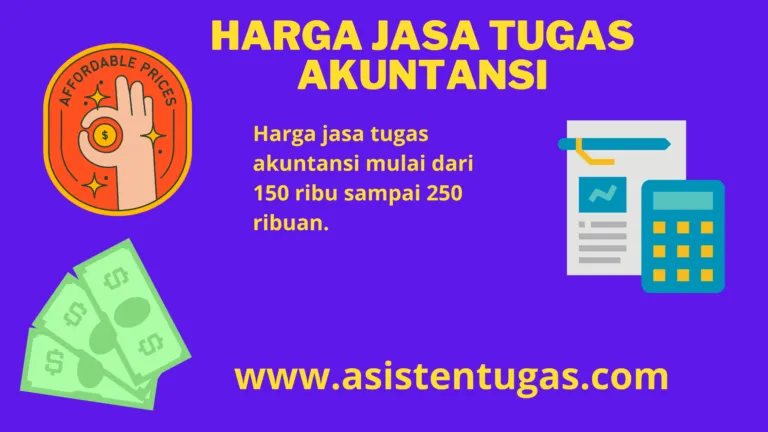 HARGA JASA TUGAS
AKUNTANSI
AFFORDABLE PRICES
$
Harga jasa tugas
akuntansi mulai dari
150 ribu sampai 250
ribuan.
$ $
$ $
$
www.asistentugas.com